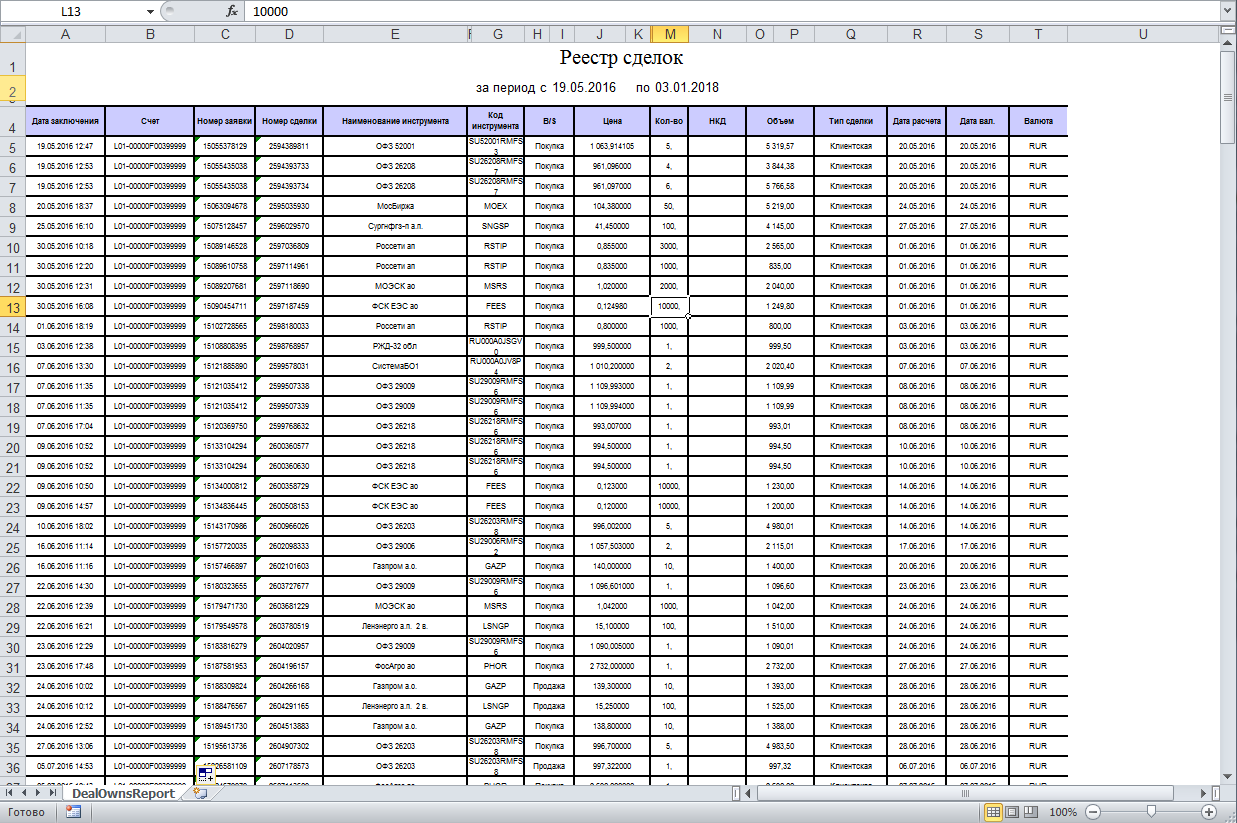 L13 fx 10000
A B C D E F G H I J K M N O P Q R S T U
1 Реестр сделок
2 за период с 19.05.2016 по 03.01.2018
4 Дата заключения Счет Номер заявки Номер сделки Наименование инструмента Код инструмента B/S Цена Кол-во НКД Объем Тип сделки Дата расчета Дата вал. Валюта
5 19.05.2016 12:47 L01-00000F00399999 15055378129 2594389811 ОФЗ 52001 SU52001RMFS3 Покупка 1 063,914105 5, 5 319,57 Клиентская 20.05.2016 20.05.2016 RUR
6 19.05.2016 12:53 L01-00000F00399999 15055435038 2594393733 ОФЗ 26208 SU26208RMFS7 Покупка 961,096000 4, 3 844,38 Клиентская 20.05.2016 20.05.2016 RUR
7 19.05.2016 12:53 L01-00000F00399999 15055435038 2594393734 ОФЗ 26208 SU26208RMFS7 Покупка 961,097000 6, 5 766,58 Клиентская 20.05.2016 20.05.2016 RUR
8 20.05.2016 18:37 L01-00000F00399999 15063094678 2595035930 МосБиржа MOEX Покупка 104,380000 50, 5 219,00 Клиентская 24.05.2016 24.05.2016 RUR
9 25.05.2016 16:10 L01-00000F00399999 15075128457 2596029570 Сургнфгз-п а.п. SNGSP Покупка 41,450000 100, 4 145,00 Клиентская 27.05.2016 27.05.2016 RUR
10 30.05.2016 10:18 L01-00000F00399999 15089146528 2597036809 Россети ап RSTIP Покупка 0,855000 3000, 2 565,00 Клиентская 01.06.2016 01.06.2016 RUR
11 30.05.2016 12:20 L01-00000F00399999 15089610758 2597114961 Россети ап RSTIP Покупка 0,835000 1000, 835,00 Клиентская 01.06.2016 01.06.2016 RUR
12 30.05.2016 12:31 L01-00000F00399999 15089207681 2597118690 МОЭСК ао MSRS Покупка 1,020000 2000, 2 040,00 Клиентская 01.06.2016 01.06.2016 RUR
13 30.05.2016 16:08 L01-00000F00399999 15090454711 2597187459 ФСК ЕЭС ао FEES Покупка 0,124980 10000, 1 249,80 Клиентская 01.06.2016 01.06.2016 RUR
14 01.06.2016 18:19 L01-00000F00399999 15102728565 2598180033 Россети ап RSTIP Покупка 0,800000 1000, 800,00 Клиентская 03.06.2016 03.06.2016 RUR
15 03.06.2016 12:38 L01-00000F00399999 15108808395 2598768957 РЖД-32 обл RU000A0JSGV0 Покупка 999,500000 1, 999,50 Клиентская 03.06.2016 03.06.2016 RUR
16 07.06.2016 13:30 L01-00000F00399999 15121885890 2599578031 СистемаБО1 RU000A0JV8P4 Покупка 1 010,200000 2, 2 020,40 Клиентская 07.06.2016 07.06.2016 RUR
17 07.06.2016 11:35 L01-00000F00399999 15121035412 2599507338 ОФЗ 29009 SU29009RMFS6 Покупка 1 109,993000 1, 1 109,99 Клиентская 08.06.2016 08.06.2016 RUR
18 07.06.2016 11:35 L01-00000F00399999 15121035412 2599507339 ОФЗ 29009 SU29009RMFS6 Покупка 1 109,994000 1, 1 109,99 Клиентская 08.06.2016 08.06.2016 RUR
19 07.06.2016 17:04 L01-00000F00399999 15120369750 2599768632 ОФЗ 26218 SU26218RMFS6 Покупка 993,007000 1, 993,01 Клиентская 08.06.2016 08.06.2016 RUR
20 09.06.2016 10:52 L01-00000F00399999 15133104294 2600360577 ОФЗ 26218 SU26218RMFS6 Покупка 994,500000 1, 994,50 Клиентская 10.06.2016 10.06.2016 RUR
21 09.06.2016 10:52 L01-00000F00399999 15133104294 2600360630 ОФЗ 26218 SU26218RMFS6 Покупка 994,500000 1, 994,50 Клиентская 10.06.2016 10.06.2016 RUR
22 09.06.2016 10:50 L01-00000F00399999 15134000812 2600358729 ФСК ЕЭС ао FEES Покупка 0,123000 10000, 1 230,00 Клиентская 14.06.2016 14.06.2016 RUR
23 09.06.2016 14:57 L01-00000F00399999 15134836445 2600508153 ФСК ЕЭС ао FEES Покупка 0,120000 10000, 1 200,00 Клиентская 14.06.2016 14.06.2016 RUR
24 10.06.2016 18:02 L01-00000F00399999 15143170986 2600966026 ОФЗ 26203 SU26203RMFS8 Покупка 996,002000 5, 4 980,01 Клиентская 14.06.2016 14.06.2016 RUR
25 16.06.2016 11:14 L01-00000F00399999 15157720035 2602098333 ОФЗ 29006 SU29006RMFS2 Покупка 1 057,503000 2, 2 115,01 Клиентская 17.06.2016 17.06.2016 RUR
26 16.06.2016 11:16 L01-00000F00399999 15157466897 2602101603 Газпром а.о. GAZP Покупка 140,000000 10, 1 400,00 Клиентская 20.06.2016 20.06.2016 RUR
27 22.06.2016 14:30 L01-00000F00399999 15180323655 2603727677 ОФЗ 29009 SU29009RMFS6 Покупка 1 096,601000 1, 1 096,60 Клиентская 23.06.2016 23.06.2016 RUR
28 22.06.2016 12:39 L01-00000F00399999 15179471730 2603681229 МОЭСК ао MSRS Покупка 1,042000 1000, 1 042,00 Клиентская 24.06.2016 24.06.2016 RUR
29 22.06.2016 16:21 L01-00000F00399999 15179549578 2603780519 Ленэнерго а.п. 2 в. LSNGP Покупка 15,100000 100, 1 510,00 Клиентская 24.06.2016 24.06.2016 RUR
30 23.06.2016 12:29 L01-00000F00399999 15183816279 2604020957 ОФЗ 29009 SU29009RMFS6 Покупка 1 090,005000 1, 1 090,01 Клиентская 24.06.2016 24.06.2016 RUR
31 23.06.2016 17:48 L01-00000F00399999 15187581953 2604196157 ФосАгро ао PHOR Покупка 2 732,000000 1, 2 732,00 Клиентская 27.06.2016 27.06.2016 RUR
32 24.06.2016 10:02 L01-00000F00399999 15188309824 2604266168 Газпром а.о. GAZP Продажа 139,300000 10, 1 393,00 Клиентская 28.06.2016 28.06.2016 RUR
33 24.06.2016 10:12 L01-00000F00399999 15188476567 2604291165 Ленэнерго а.п. 2 в. LSNGP Продажа 15,250000 100, 1 525,00 Клиентская 28.06.2016 28.06.2016 RUR
34 24.06.2016 12:52 L01-00000F00399999 15189451730 2604513883 Газпром а.о. GAZP Покупка 138,800000 10, 1 388,00 Клиентская 28.06.2016 28.06.2016 RUR
35 27.06.2016 13:06 L01-00000F00399999 15195613736 2604907302 ОФЗ 26203 SU26203RMFS8 Покупка 996,700000 5, 4 983,50 Клиентская 28.06.2016 28.06.2016 RUR
36 05.07.2016 14:53 L01-00000F00399999 2607178573 ОФЗ 26203 SU26203RMFS8 Продажа 997,322000 1, 997,32 Клиентская 06.07.2016 06.07.2016 RUR
DealOwnsReport
Готово 100%